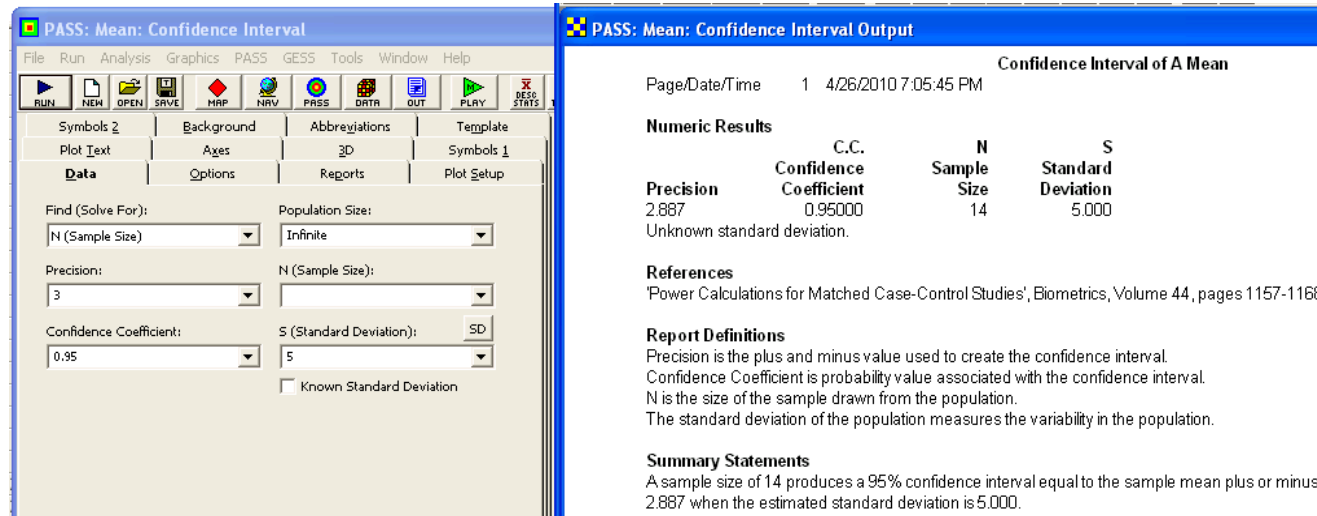 PASS: Mean: Confidence Interval
File Run Analysis Graphics PASS GESS Tools Window Help
RUN NEW OPEN SAVE MAP NAV PASS DATA OUT PLAY DESC STATS
Symbols 2 Background Abbreviations Template
Plot Text Axes 3D Symbols 1
Data Options Reports Plot Setup
Find (Solve For): Population Size:
N (Sample Size) Infinite
Precision: N (Sample Size):
3
Confidence Coefficient: S (Standard Deviation): SD
0.95 5
Known Standard Deviation
PASS: Mean: Confidence Interval Output
Confidence Interval of A Mean
Page/Date/Time 1 4/26/2010 7:05:45 PM
Numeric Results
C.C. N S
Confidence Sample Standard
Precision Coefficient Size Deviation
2.887 0.95000 14 5.000
Unknown standard deviation.
References
'Power Calculations for Matched Case-Control Studies', Biometrics, Volume 44, pages 1157-1168
Report Definitions
Precision is the plus and minus value used to create the confidence interval.
Confidence Coefficient is probability value associated with the confidence interval.
N is the size of the sample drawn from the population.
The standard deviation of the population measures the variability in the population.
Summary Statements
A sample size of 14 produces a 95% confidence interval equal to the sample mean plus or minus
2.887 when the estimated standard deviation is 5.000.